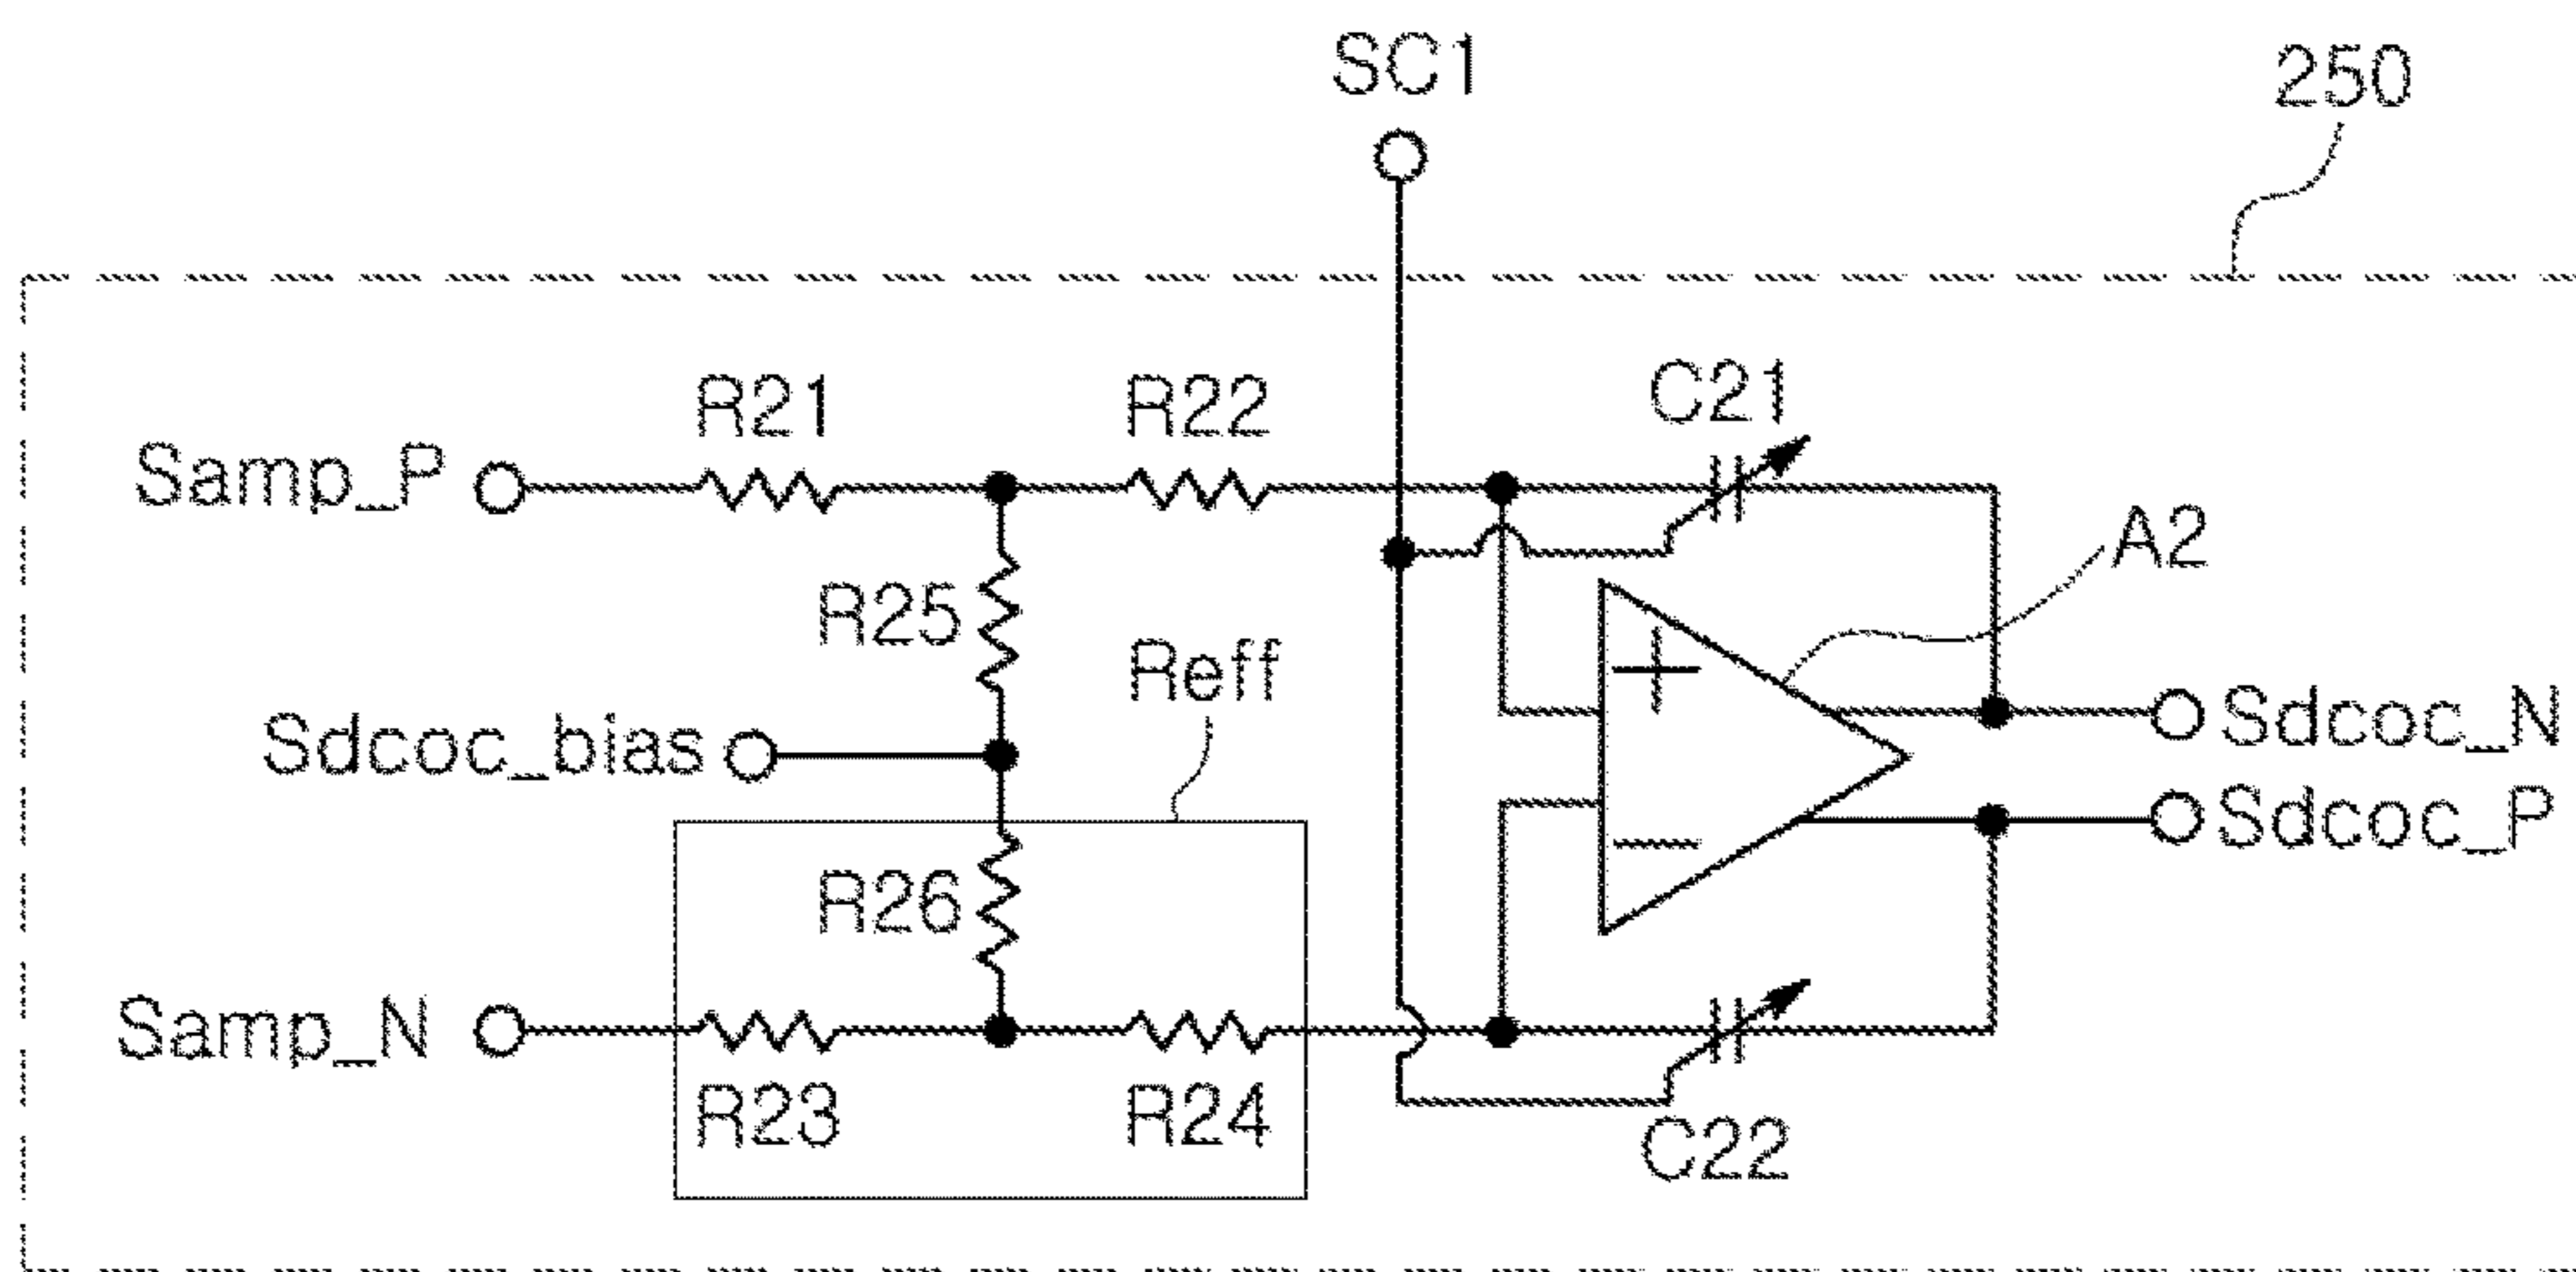 SC1
250
R21
R22
C21
Samp_P
A2
R25
Reff
Sdcoc_bias
Sdcoc_N
Sdcoc_P
R26
Samp_N
R23
R24
C22